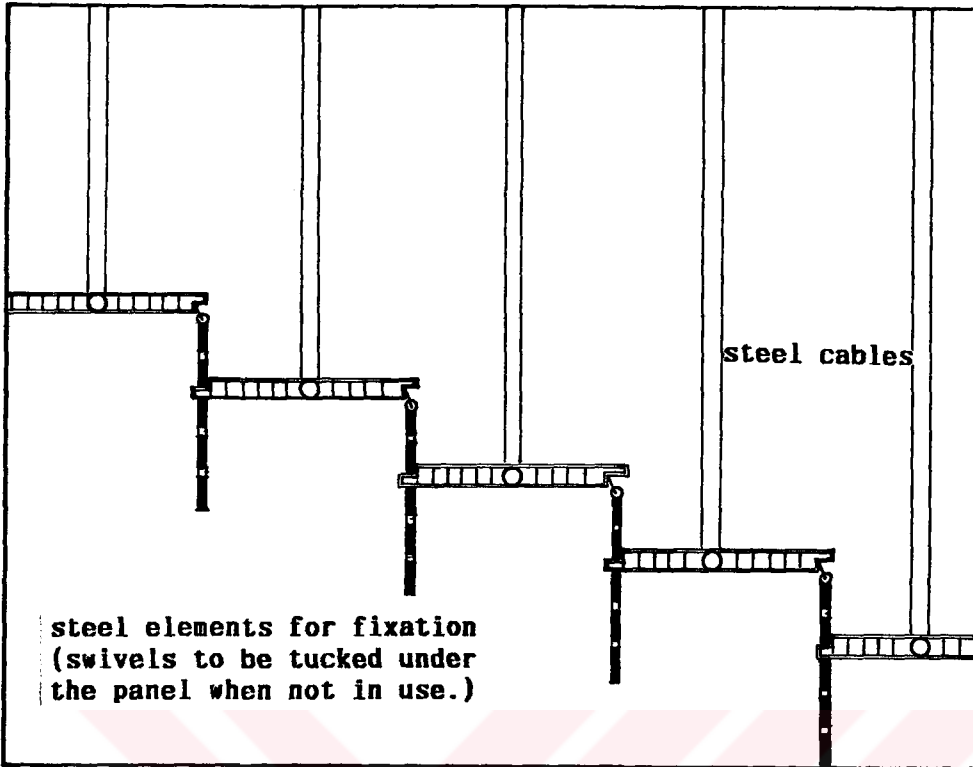 steel cables
steel elements for fixation
(swivels to be tucked under
the panel when not in use.)